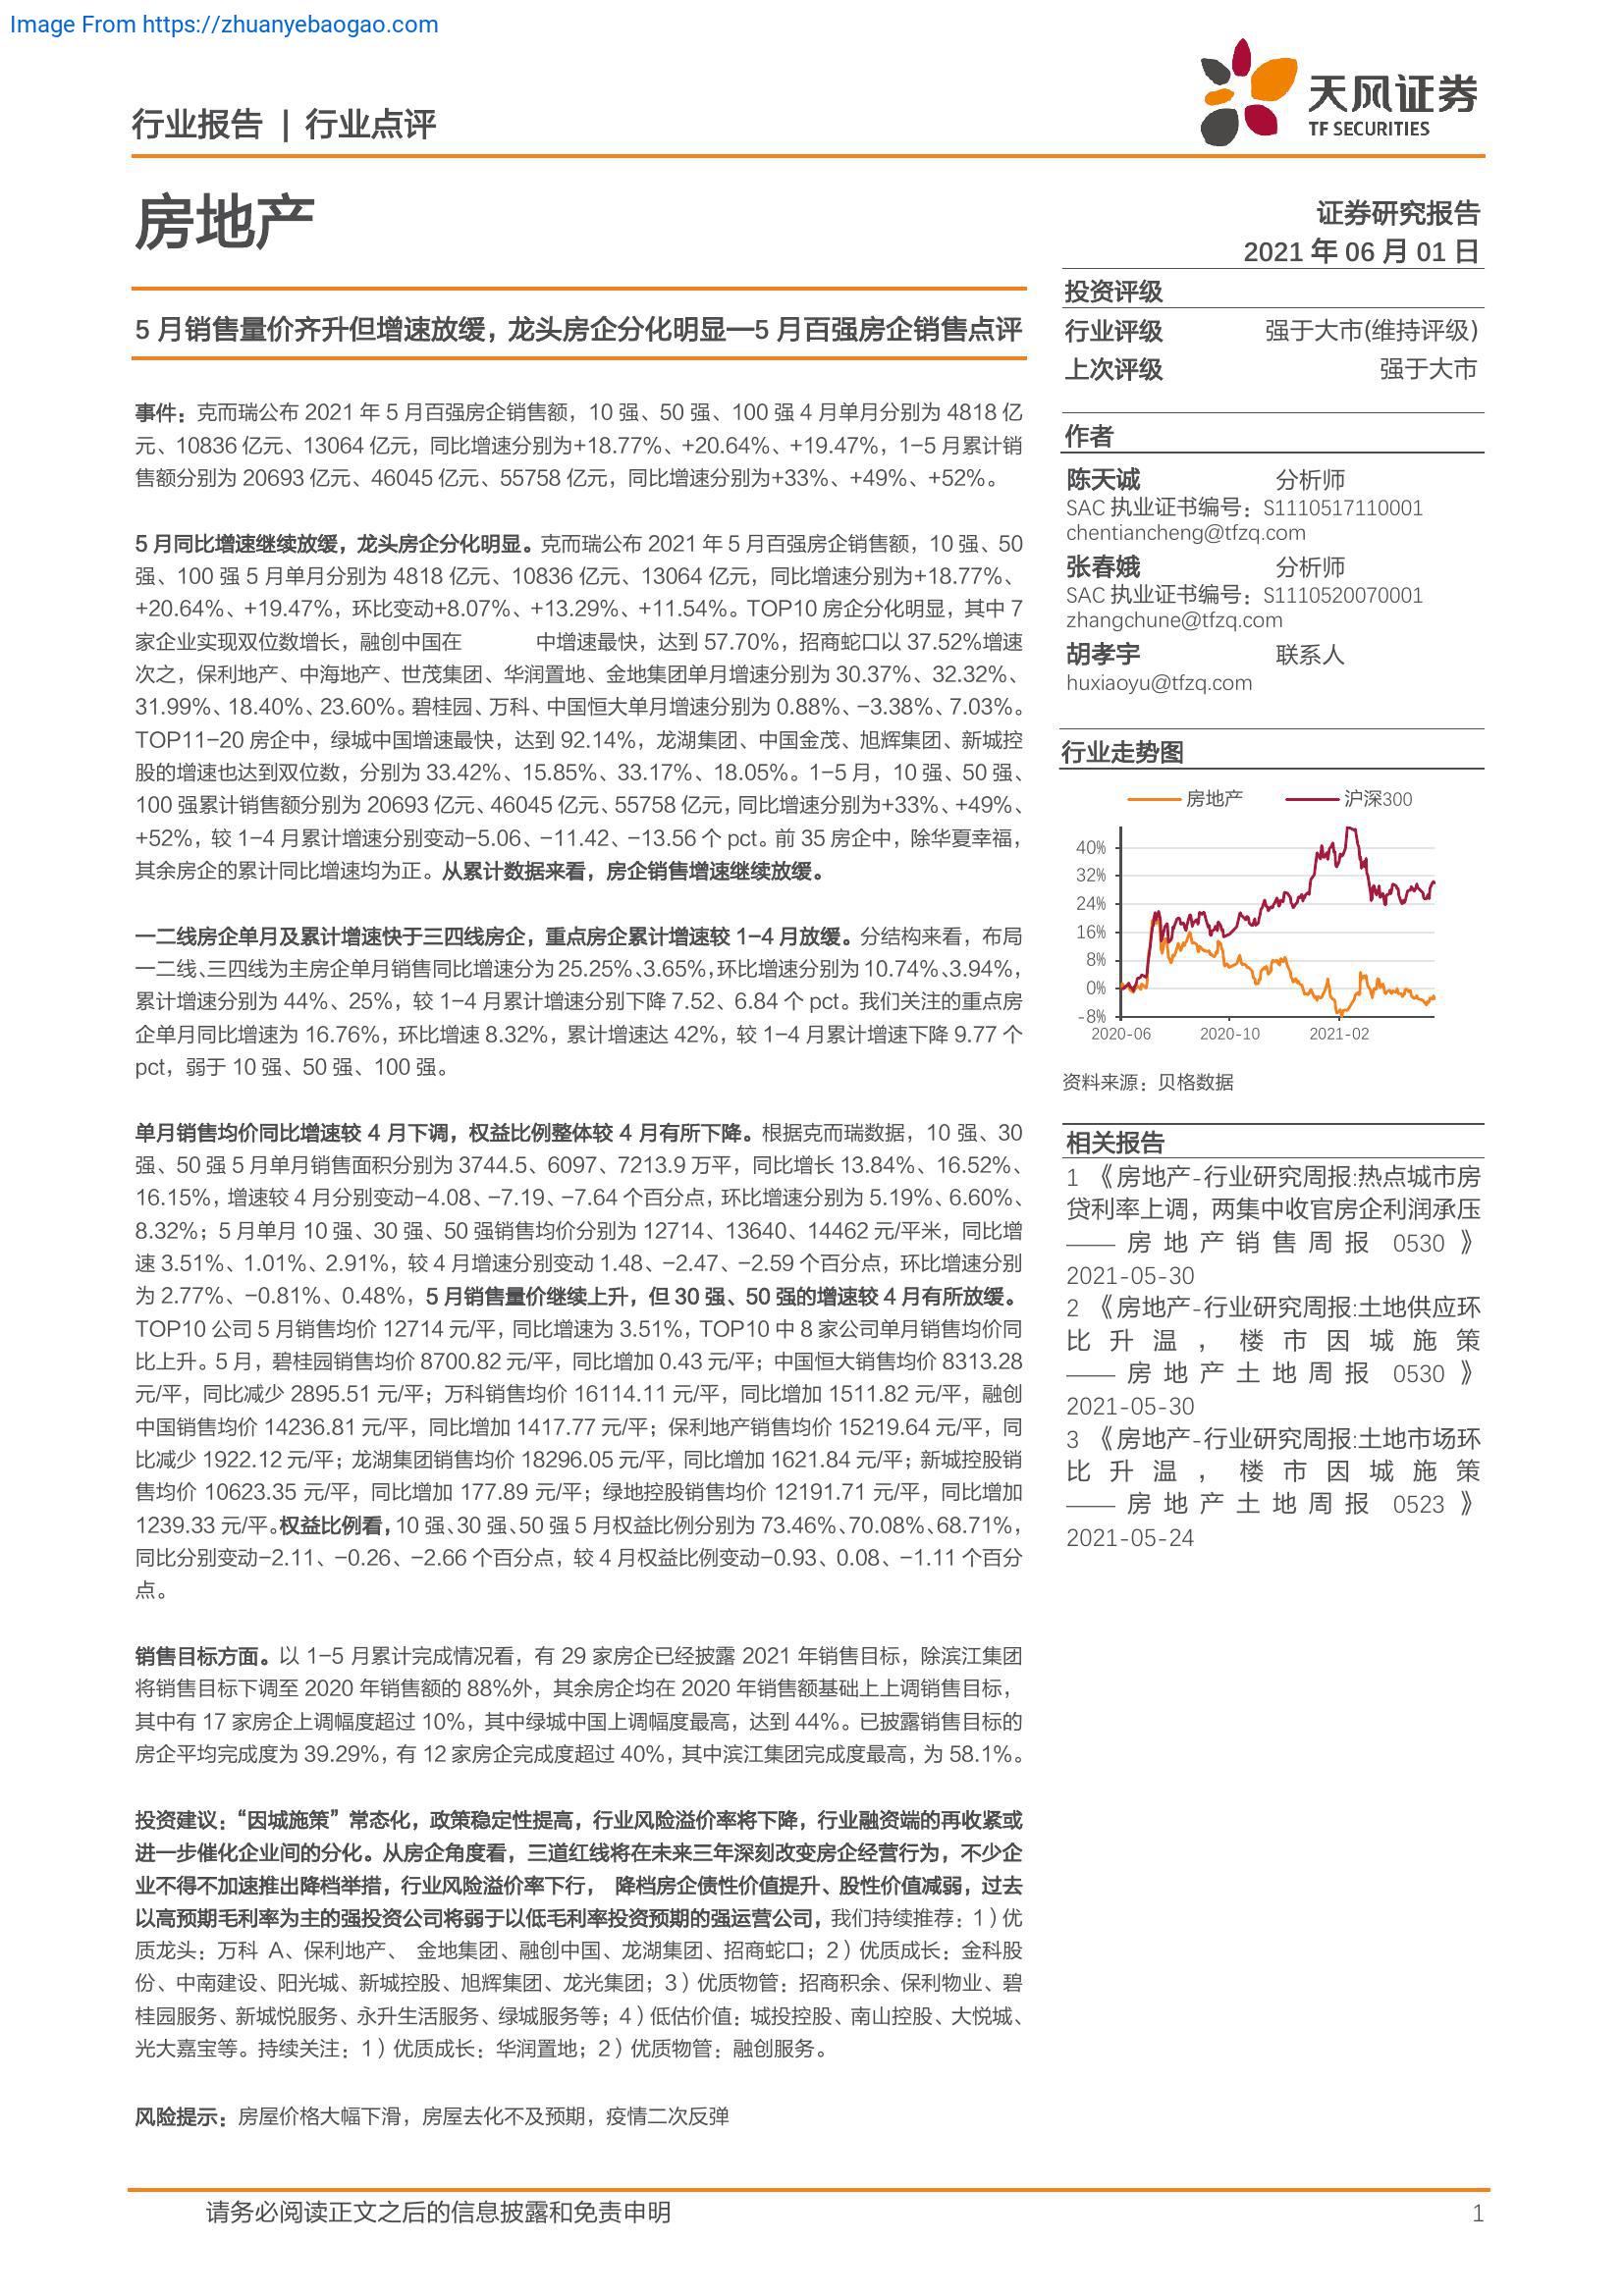 Image From https://zhuanyebaogao.com
天风证券
TF SECURITIES
行业报告 | 行业点评
房地产
证券研究报告
2021 年 06 月 01 日
5 月销售量价齐升但增速放缓，龙头房企分化明显—5 月百强房企销售点评
事件：克而瑞公布 2021 年 5 月百强房企销售额，10 强、50 强、100 强 4 月单月分别为 4818 亿
元、10836 亿元、13064 亿元，同比增速分别为+18.77%、+20.64%、+19.47%，1-5 月累计销
售额分别为 20693 亿元、46045 亿元、55758 亿元，同比增速分别为+33%、+49%、+52%。
5 月同比增速继续放缓，龙头房企分化明显。克而瑞公布 2021 年 5 月百强房企销售额，10 强、50
强、100 强 5 月单月分别为 4818 亿元、10836 亿元、13064 亿元，同比增速分别为+18.77%、
+20.64%、+19.47%，环比变动+8.07%、+13.29%、+11.54%。TOP10 房企分化明显，其中 7
家企业实现双位数增长，融创中国在 中增速最快，达到 57.70%，招商蛇口以 37.52%增速
次之，保利地产、中海地产、世茂集团、华润置地、金地集团单月增速分别为 30.37%、32.32%、
31.99%、18.40%、23.60%。碧桂园、万科、中国恒大单月增速分别为 0.88%、-3.38%、7.03%。
TOP11-20 房企中，绿城中国增速最快，达到 92.14%，龙湖集团、中国金茂、旭辉集团、新城控
股的增速也达到双位数，分别为 33.42%、15.85%、33.17%、18.05%。1-5 月，10 强、50 强、
100 强累计销售额分别为 20693 亿元、46045 亿元、55758 亿元，同比增速分别为+33%、+49%、
+52%，较 1-4 月累计增速分别变动-5.06、-11.42、-13.56 个 pct。前 35 房企中，除华夏幸福，
其余房企的累计同比增速均为正。从累计数据来看，房企销售增速继续放缓。
一二线房企单月及累计增速快于三四线房企，重点房企累计增速较 1-4 月放缓。分结构来看，布局
一二线、三四线为主房企单月销售同比增速分为 25.25%、3.65%，环比增速分别为 10.74%、3.94%，
累计增速分别为 44%、25%，较 1-4 月累计增速分别下降 7.52、6.84 个 pct。我们关注的重点房
企单月同比增速为 16.76%，环比增速 8.32%，累计增速达 42%，较 1-4 月累计增速下降 9.77 个
pct，弱于 10 强、50 强、100 强。
单月销售均价同比增速较 4 月下调，权益比例整体较 4 月有所下降。根据克而瑞数据，10 强、30
强、50 强 5 月单月销售面积分别为 3744.5、6097、7213.9 万平，同比增长 13.84%、16.52%、
16.15%，增速较 4 月分别变动-4.08、-7.19、-7.64 个百分点，环比增速分别为 5.19%、6.60%、
8.32%；5 月单月 10 强、30 强、50 强销售均价分别为 12714、13640、14462 元/平米，同比增
速 3.51%、1.01%、2.91%，较 4 月增速分别变动 1.48、-2.47、-2.59 个百分点，环比增速分别
为 2.77%、-0.81%、0.48%，5 月销售量价继续上升，但 30 强、50 强的增速较 4 月有所放缓。
TOP10 公司 5 月销售均价 12714 元/平，同比增速为 3.51%，TOP10 中 8 家公司单月销售均价同
比上升。5 月，碧桂园销售均价 8700.82 元/平，同比增加 0.43 元/平；中国恒大销售均价 8313.28
元/平，同比减少 2895.51 元/平；万科销售均价 16114.11 元/平，同比增加 1511.82 元/平，融创
中国销售均价 14236.81 元/平，同比增加 1417.77 元/平；保利地产销售均价 15219.64 元/平，同
比减少 1922.12 元/平；龙湖集团销售均价 18296.05 元/平，同比增加 1621.84 元/平；新城控股销
售均价 10623.35 元/平，同比增加 177.89 元/平；绿地控股销售均价 12191.71 元/平，同比增加
1239.33 元/平。权益比例看，10 强、30 强、50 强 5 月权益比例分别为 73.46%、70.08%、68.71%，
同比分别变动-2.11、-0.26、-2.66 个百分点，较 4 月权益比例变动-0.93、0.08、-1.11 个百分
点。
销售目标方面。以 1-5 月累计完成情况看，有 29 家房企已经披露 2021 年销售目标，除滨江集团
将销售目标下调至 2020 年销售额的 88%外，其余房企均在 2020 年销售额基础上上调销售目标，
其中有 17 家房企上调幅度超过 10%，其中绿城中国上调幅度最高，达到 44%。已披露销售目标的
房企平均完成度为 39.29%，有 12 家房企完成度超过 40%，其中滨江集团完成度最高，为 58.1%。
投资建议：“因城施策”常态化，政策稳定性提高，行业风险溢价率将下降，行业融资端的再收紧或
进一步催化企业间的分化。从房企角度看，三道红线将在未来三年深刻改变房企经营行为，不少企
业不得不加速推出降档举措，行业风险溢价率下行， 降档房企债性价值提升、股性价值减弱，过去
以高预期毛利率为主的强投资公司将弱于以低毛利率投资预期的强运营公司，我们持续推荐：1）优
质龙头：万科 A、保利地产、 金地集团、融创中国、龙湖集团、招商蛇口；2）优质成长：金科股
份、中南建设、阳光城、新城控股、旭辉集团、龙光集团；3）优质物管：招商积余、保利物业、碧
桂园服务、新城悦服务、永升生活服务、绿城服务等；4）低估价值：城投控股、南山控股、大悦城、
光大嘉宝等。持续关注：1）优质成长：华润置地；2）优质物管：融创服务。
风险提示：房屋价格大幅下滑，房屋去化不及预期，疫情二次反弹
投资评级
行业评级 强于大市(维持评级)
上次评级 强于大市
作者
陈天诚 分析师
SAC 执业证书编号：S1110517110001
chentiancheng@tfzq.com
张春娥 分析师
SAC 执业证书编号：S1110520070001
zhangchune@tfzq.com
胡孝宇 联系人
huxiaoyu@tfzq.com
行业走势图
房地产 沪深300
40%
32%
24%
16%
8%
0%
-8%
2020-06 2020-10 2021-02
资料来源：贝格数据
相关报告
1 《房地产-行业研究周报:热点城市房
贷利率上调，两集中收官房企利润承压
——房地产销售周报 0530》
2021-05-30
2 《房地产-行业研究周报:土地供应环
比升温，楼市因城施策
——房地产土地周报 0530》
2021-05-30
3 《房地产-行业研究周报:土地市场环
比升温，楼市因城施策
——房地产土地周报 0523》
2021-05-24
请务必阅读正文之后的信息披露和免责申明 1